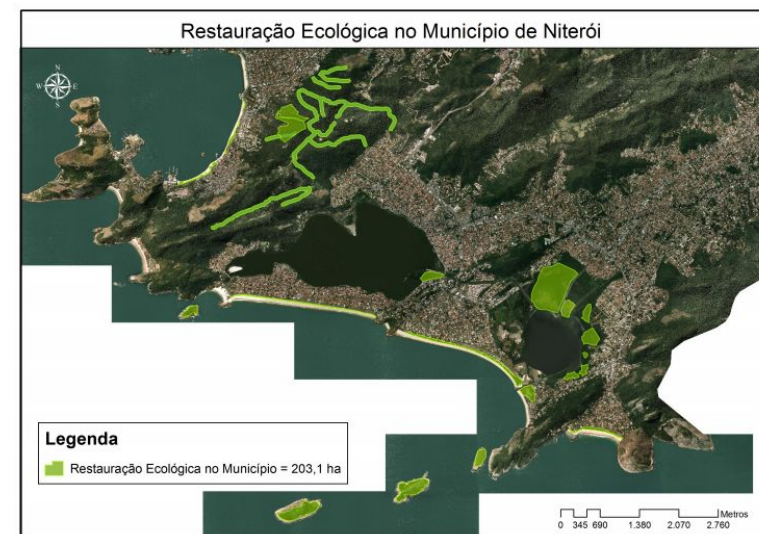 Restauração Ecológica no Município de Niterói
N
W E
S
Legenda
Restauração Ecológica no Município = 203,1 ha
Metros
0 345 690 1.380 2.070 2.760